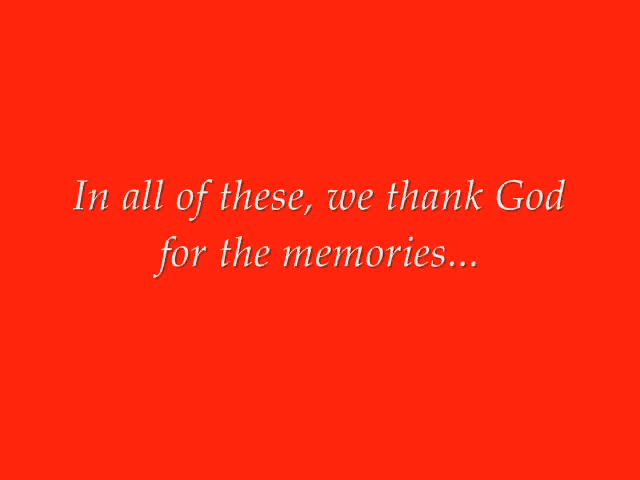 In all of these, we thank God
for the memories...